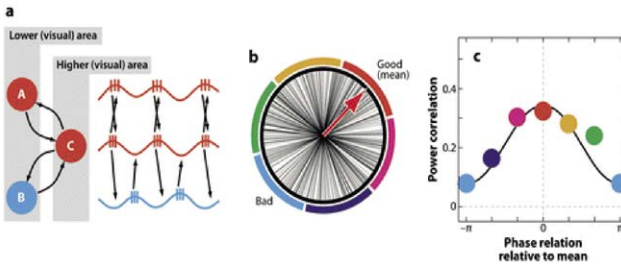 a
Lower (visual) area
Higher (visual) area
A
C
B
b
Good
(mean)
Bad
c
Power correlation
0.4
0.2
0
-π
0
π
Phase relation
relative to mean